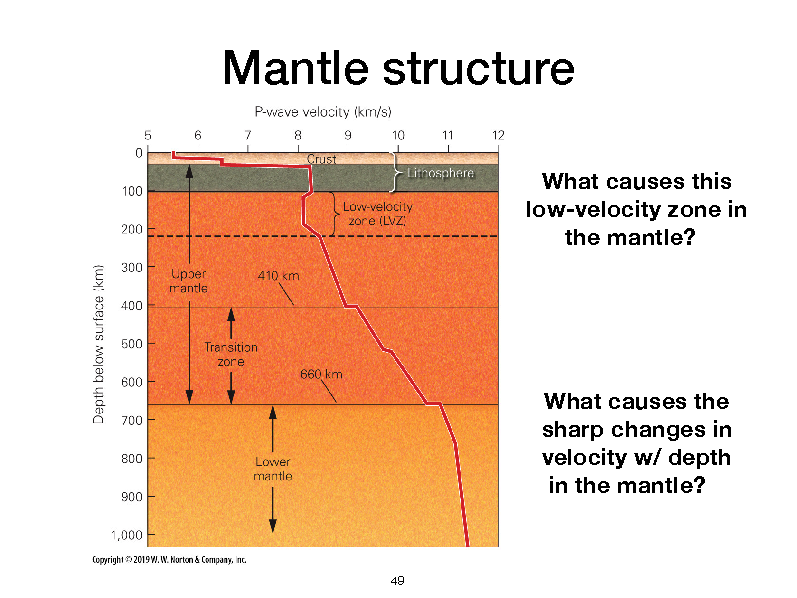 Mantle structure
P-wave velocity (km/s)
5 6 7 8 9 10 11 12
0
Crust
Lithosphere
100
Low-velocity
zone (LVZ)
200
300
Upper
mantle
410 km
400
500
Transition
zone
600
660 km
700
800
Lower
mantle
900
1,000
Depth below surface (km)
What causes this
low-velocity zone in
the mantle?
What causes the
sharp changes in
velocity w/ depth
in the mantle?
Copyright © 2019 W. W. Norton & Company, Inc.
49